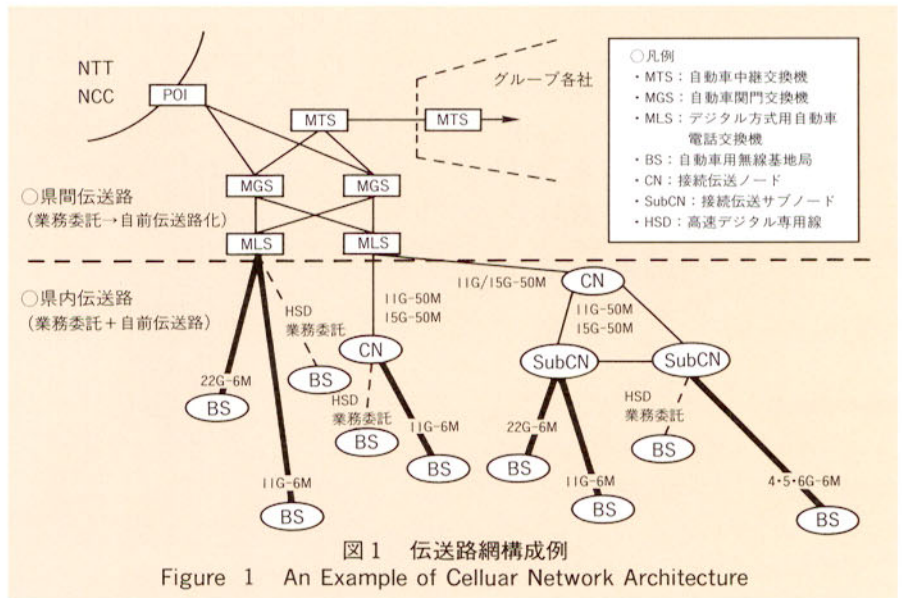 NTT
NCC
POI
MTS
グループ各社
MTS
○凡例
・MTS：自動車中継交換機
・MGS：自動車関門交換機
・MLS：デジタル方式用自動車
電話交換機
・BS：自動車用無線基地局
・CN：接続伝送ノード
・SubCN：接続伝送サブノード
・HSD：高速デジタル専用線
MGS
MGS
○県間伝送路
（業務委託→自前伝送路化）
MLS
MLS
○県内伝送路
（業務委託＋自前伝送路）
11G/15G-50M
CN
HSD
業務委託
11G-50M
15G-50M
11G-50M
15G-50M
CN
SubCN
SubCN
22G-6M
BS
BS
HSD
業務委託
BS
11G-6M
BS
22G-6M
BS
HSD
業務委託
BS
11G-6M
BS
11G-6M
BS
4・5・6G-6M
BS
図1 伝送路網構成例
Figure 1 An Example of Celluar Network Architecture